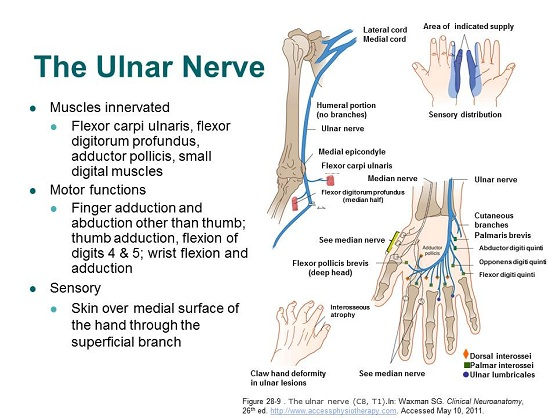 The Ulnar Nerve
Muscles innervated
Flexor carpi ulnaris, flexor
digitorum profundus,
adductor pollicis, small
digital muscles
Motor functions
Finger adduction and
abduction other than thumb;
thumb adduction, flexion of
digits 4 & 5; wrist flexion and
adduction
Sensory
Skin over medial surface of
the hand through the
superficial branch
Lateral cord
Medial cord
Area of indicated supply
Sensory distribution
Humeral portion
(no branches)
Ulnar nerve
Medial epicondyle
Flexor carpi ulnaris
Flexor digitorum profundus
(median half)
Median nerve
Ulnar nerve
Cutaneous
branches
Palmaris brevis
Abductor digiti quinti
Opponens digiti quinti
Flexor digiti quinti
See median nerve
Adductor
pollicis
Flexor pollicis brevis
(deep head)
Interosseous
atrophy
Claw hand deformity
in ulnar lesions
See median nerve
Dorsal interossei
Palmar interossei
Ulnar lumbricales
Figure 28-9 . The ulnar nerve (C8, T1).In: Waxman SG. Clinical Neuroanatomy,
26th ed. http://www.accessphysiotherapy.com. Accessed May 10, 2011.